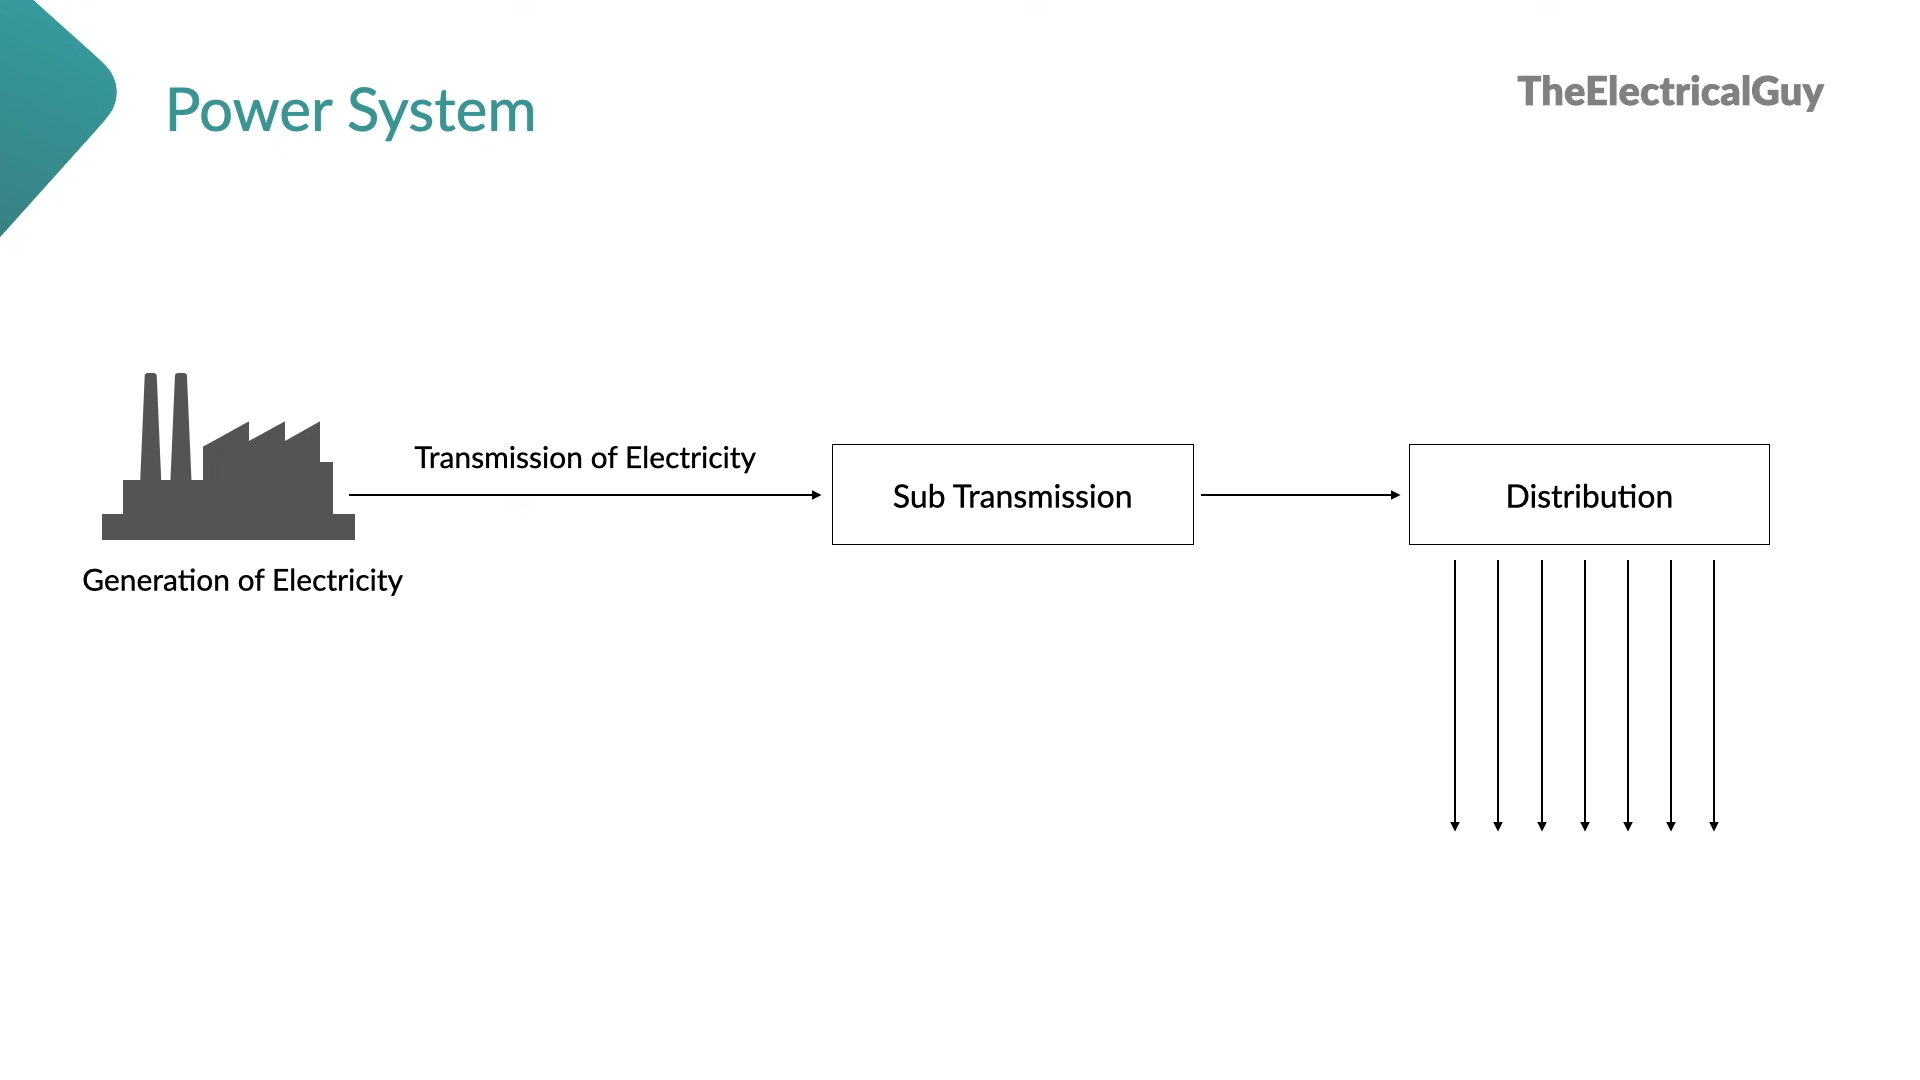 Power System
TheElectricalGuy
Transmission of Electricity
Sub Transmission
Distribution
Generation of Electricity